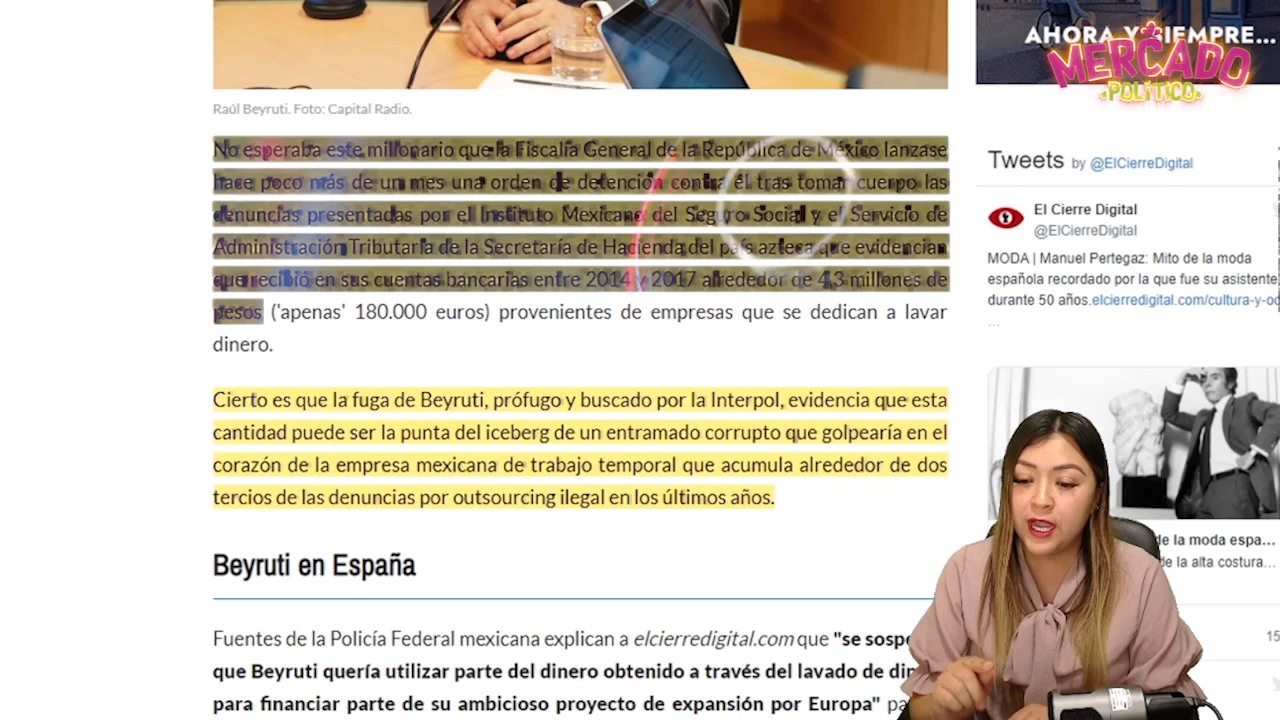 AHORA Y SIEMPRE...
MERCADO
POLÍTICO
Raúl Beyruti. Foto: Capital Radio.
No esperaba este millonario que la Fiscalía General de la República de México lanzase
hace poco más de un mes una orden de detención contra él tras tomar cuerpo las
denuncias presentadas por el Instituto Mexicano del Seguro Social y el Servicio de
Administración Tributaria de la Secretaría de Hacienda del país azteca que evidencian
que recibió en sus cuentas bancarias entre 2014 y 2017 alrededor de 4,3 millones de
pesos ('apenas' 180.000 euros) provenientes de empresas que se dedican a lavar
dinero.
Cierto es que la fuga de Beyruti, prófugo y buscado por la Interpol, evidencia que esta
cantidad puede ser la punta del iceberg de un entramado corrupto que golpearía en el
corazón de la empresa mexicana de trabajo temporal que acumula alrededor de dos
tercios de las denuncias por outsourcing ilegal en los últimos años.
Beyruti en España
Fuentes de la Policía Federal mexicana explican a elcierredigital.com que "se sospe
que Beyruti quería utilizar parte del dinero obtenido a través del lavado de di
para financiar parte de su ambicioso proyecto de expansión por Europa" pa
Tweets by @ElCierreDigital
El Cierre Digital
@ElCierreDigital
MODA | Manuel Pertegaz: Mito de la moda
española recordado por la que fue su asistente
durante 50 años.elcierredigital.com/cultura-y-oc
...
de la moda espa...
de la alta costura...
15